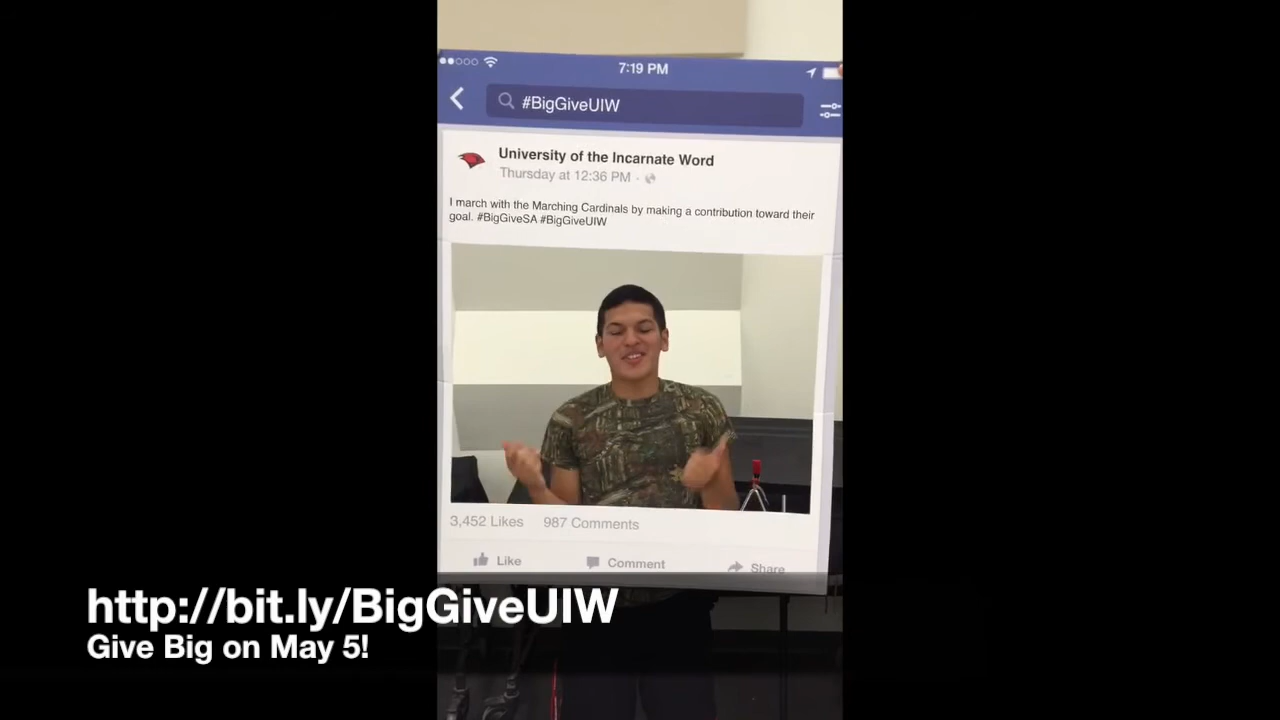 7:19 PM
#BigGiveUIW
University of the Incarnate Word
Thursday at 12:36 PM
I march with the Marching Cardinals by making a contribution toward their
goal. #BigGiveSA #BigGiveUIW
3,452 Likes 987 Comments
Like Comment Share
http://bit.ly/BigGiveUIW
Give Big on May 5!